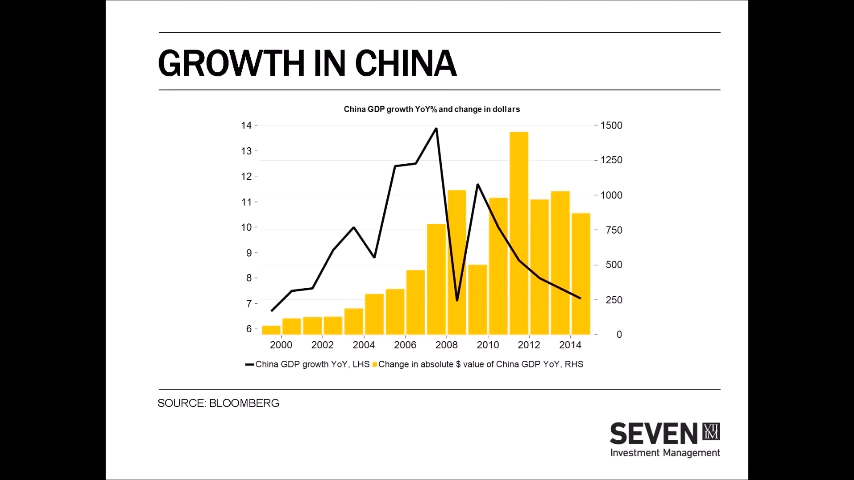 GROWTH IN CHINA
China GDP growth YoY% and change in dollars
14 1500
13 1250
12
11 1000
10 750
9
8 500
7 250
6 0
2000 2002 2004 2006 2008 2010 2012 2014
China GDP growth YoY, LHS Change in absolute $ value of China GDP YoY, RHS
SOURCE: BLOOMBERG
SEVEN VII IM
Investment Management